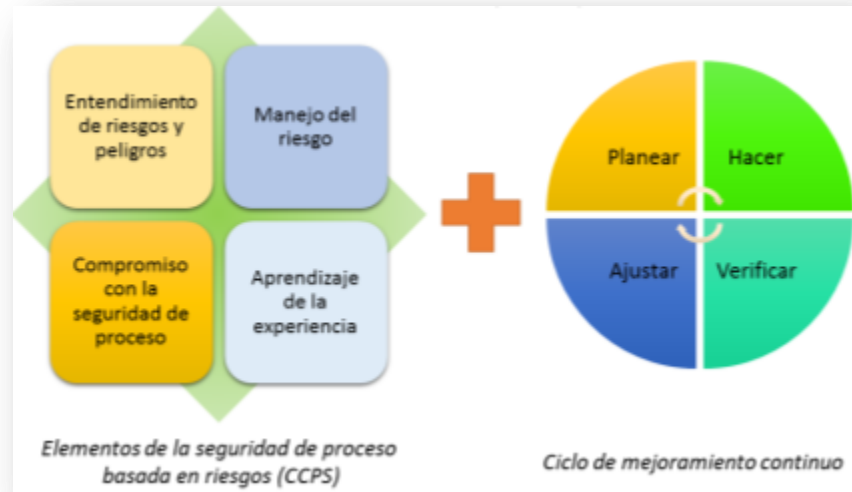 Entendimiento
de riesgos y
peligros
Manejo del
riesgo
Compromiso
con la
seguridad de
proceso
Aprendizaje
de la
experiencia
Elementos de la seguridad de proceso
basada en riesgos (CCPS)
Planear
Hacer
Ajustar
Verificar
Ciclo de mejoramiento continuo